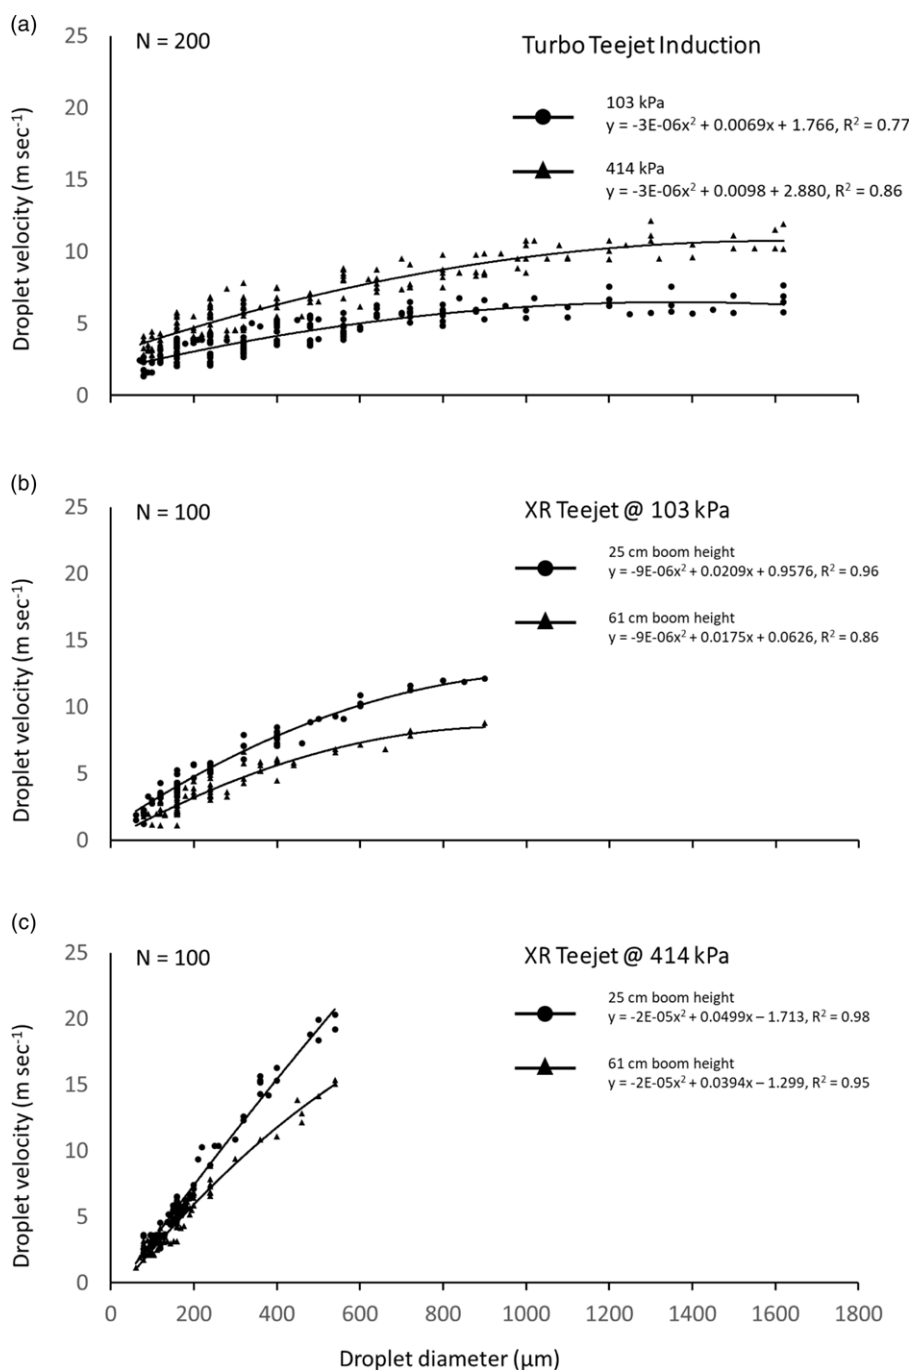 (a)
25
20
15
10
5
0
Droplet velocity (m sec⁻¹)
N = 200
Turbo Teejet Induction
103 kPa
y = -3E-06x² + 0.0069x + 1.766, R² = 0.77
414 kPa
y = -3E-06x² + 0.0098 + 2.880, R² = 0.86
(b)
25
20
15
10
5
0
Droplet velocity (m sec⁻¹)
N = 100
XR Teejet @ 103 kPa
25 cm boom height
y = -9E-06x² + 0.0209x + 0.9576, R² = 0.96
61 cm boom height
y = -9E-06x² + 0.0175x + 0.0626, R² = 0.86
(c)
25
20
15
10
5
0
Droplet velocity (m sec⁻¹)
N = 100
XR Teejet @ 414 kPa
25 cm boom height
y = -2E-05x² + 0.0499x – 1.713, R² = 0.98
61 cm boom height
y = -2E-05x² + 0.0394x – 1.299, R² = 0.95
0 200 400 600 800 1000 1200 1400 1600 1800
Droplet diameter (µm)